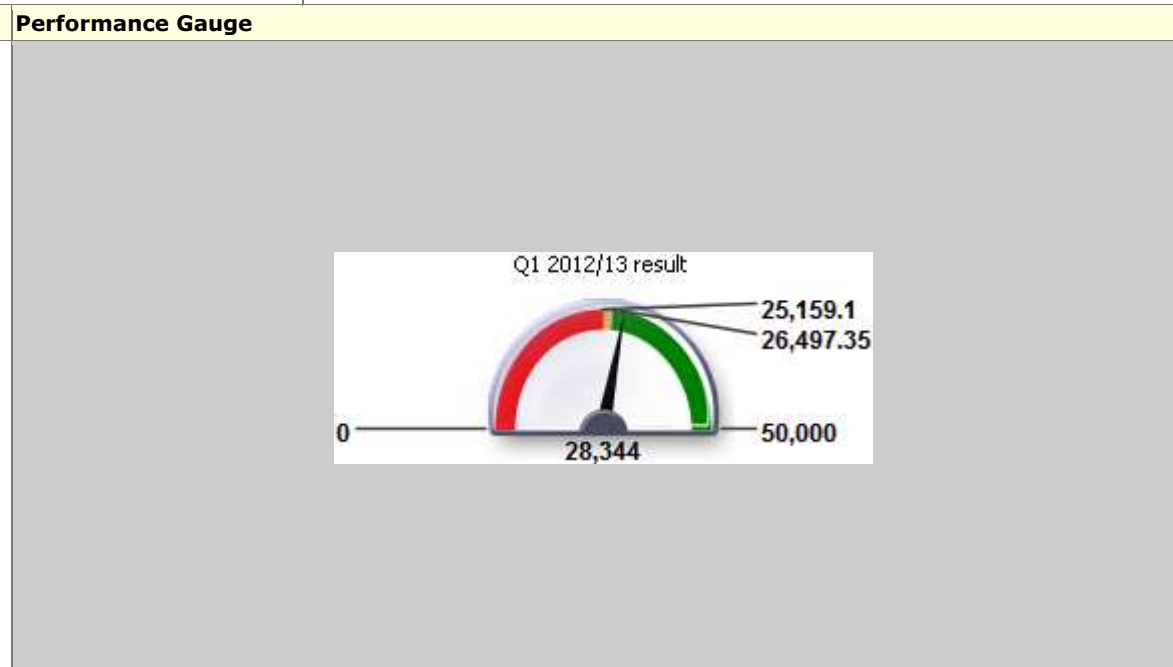 Performance Gauge
Q1 2012/13 result
25,159.1
26,497.35
0
50,000
28,344